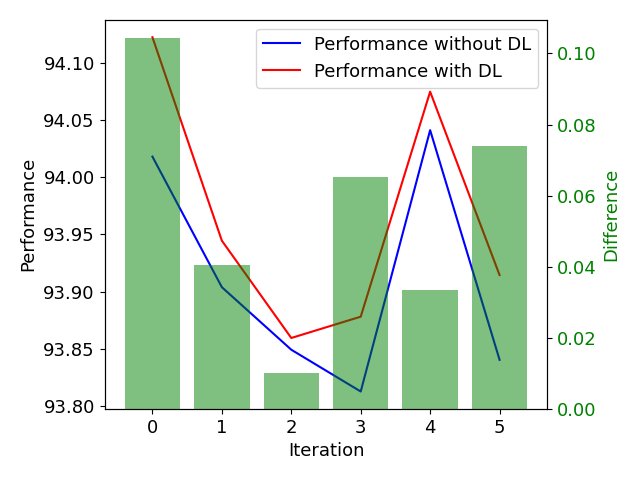 Performance without DL
Performance with DL
94.10
94.05
94.00
93.95
93.90
93.85
93.80
Performance
0.10
0.08
0.06
0.04
0.02
0.00
Difference
0 1 2 3 4 5
Iteration